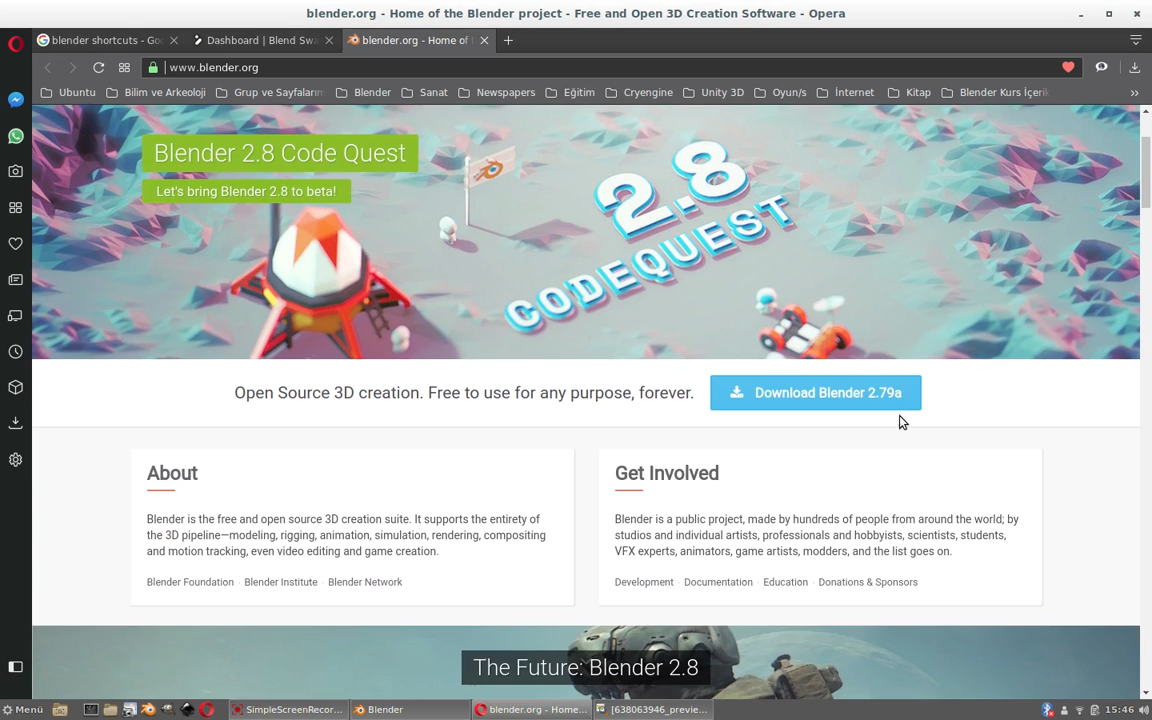 blender.org - Home of the Blender project - Free and Open 3D Creation Software - Opera
blender shortcuts - Goo
Dashboard | Blend Swa
blender.org - Home of t
www.blender.org
Ubuntu
Bilim ve Arkeoloji
Grup ve Sayfaların
Blender
Sanat
Newspapers
Eğitim
Cryengine
Unity 3D
Oyun/s
İnternet
Kitap
Blender Kurs İçerik
Blender 2.8 Code Quest
Let's bring Blender 2.8 to beta!
2.8
CODEQUEST
Open Source 3D creation. Free to use for any purpose, forever.
Download Blender 2.79a
About
Blender is the free and open source 3D creation suite. It supports the entirety of
the 3D pipeline—modeling, rigging, animation, simulation, rendering, compositing
and motion tracking, even video editing and game creation.
Blender Foundation · Blender Institute · Blender Network
Get Involved
Blender is a public project, made by hundreds of people from around the world; by
studios and individual artists, professionals and hobbyists, scientists, students,
VFX experts, animators, game artists, modders, and the list goes on.
Development · Documentation · Education · Donations & Sponsors
The Future: Blender 2.8
Menü
SimpleScreenRecor...
Blender
blender.org - Home...
[638063946_previe...
15:46